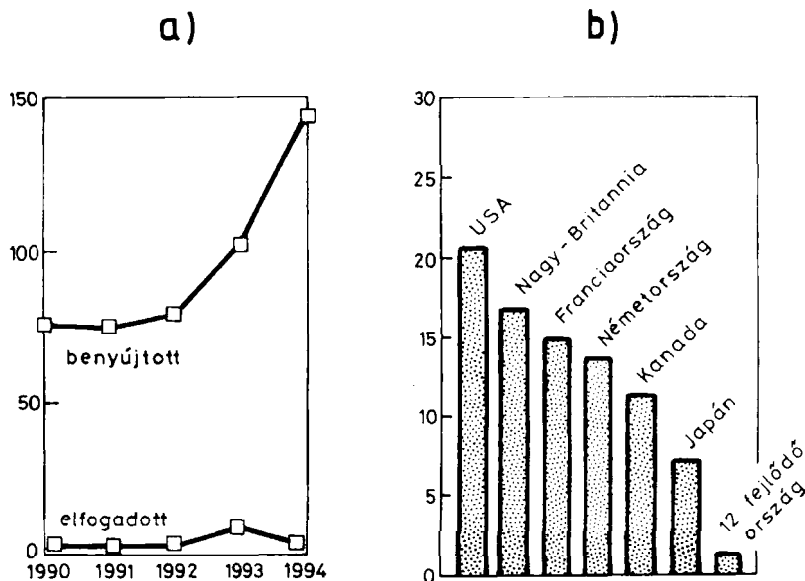 a)
150
100
50
0
benyújtott
elfogadott
1990 1991 1992 1993 1994
b)
30
25
20
15
10
5
0
USA
Nagy-Britannia
Franciaország
Németország
Kanada
Japán
12 fejlődő
ország